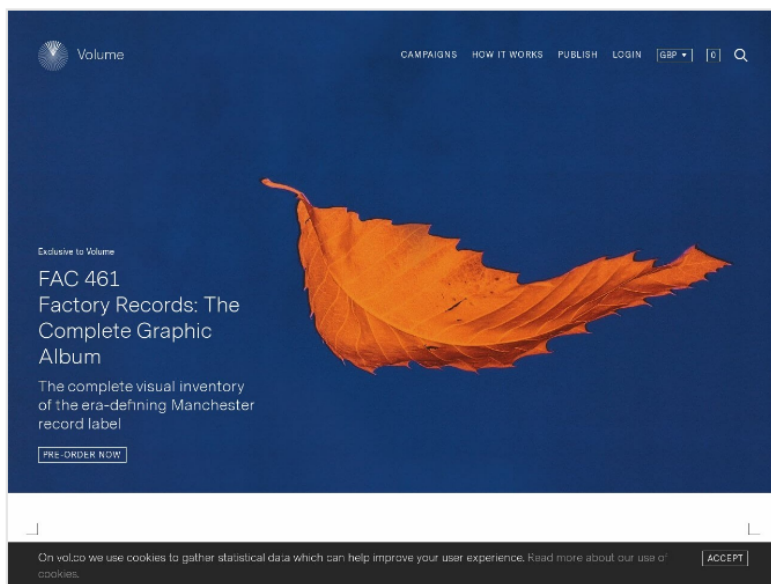 Volume
CAMPAIGNS HOW IT WORKS PUBLISH LOGIN GBP ▾ 0
Exclusive to Volume
FAC 461
Factory Records: The
Complete Graphic
Album
The complete visual inventory
of the era-defining Manchester
record label
PRE-ORDER NOW
On vol.co we use cookies to gather statistical data which can help improve your user experience. Read more about our use of
cookies.
ACCEPT